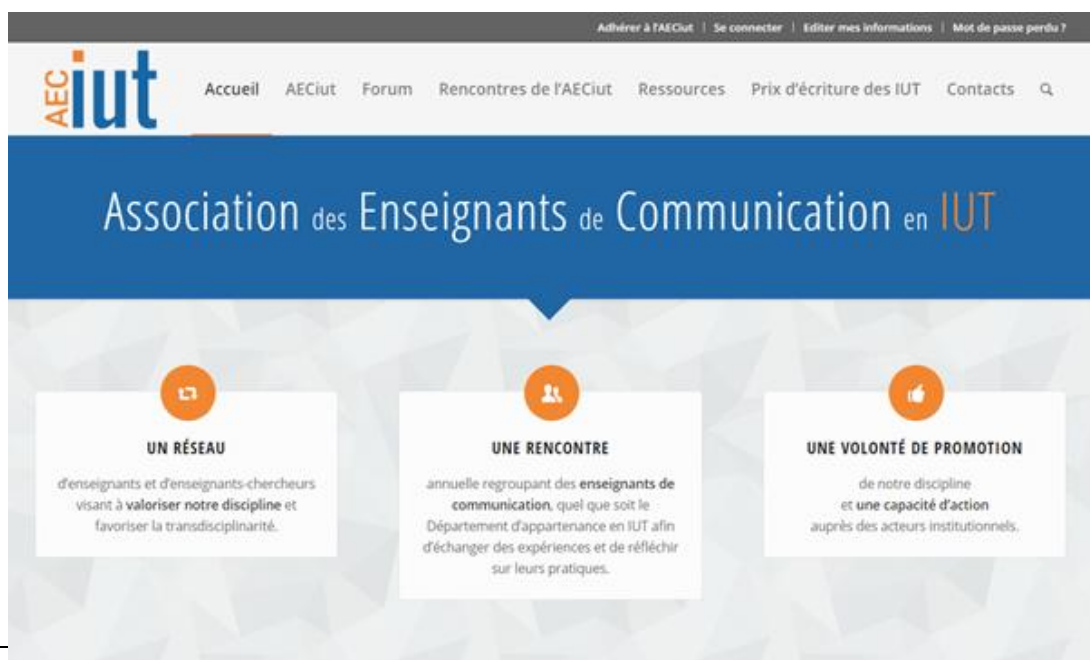 Adhérer à l'AECiut | Se connecter | Editer mes informations | Mot de passe perdu ?
AEC iut
Accueil AECiut Forum Rencontres de l'AECiut Ressources Prix d'écriture des IUT Contacts
Association des Enseignants de Communication en IUT
UN RÉSEAU
d'enseignants et d'enseignants-chercheurs
visant à valoriser notre discipline et
favoriser la transdisciplinarité.
UNE RENCONTRE
annuelle regroupant des enseignants de
communication, quel que soit le
Département d'appartenance en IUT afin
d'échanger des expériences et de réfléchir
sur leurs pratiques.
UNE VOLONTÉ DE PROMOTION
de notre discipline
et une capacité d'action
auprès des acteurs institutionnels.